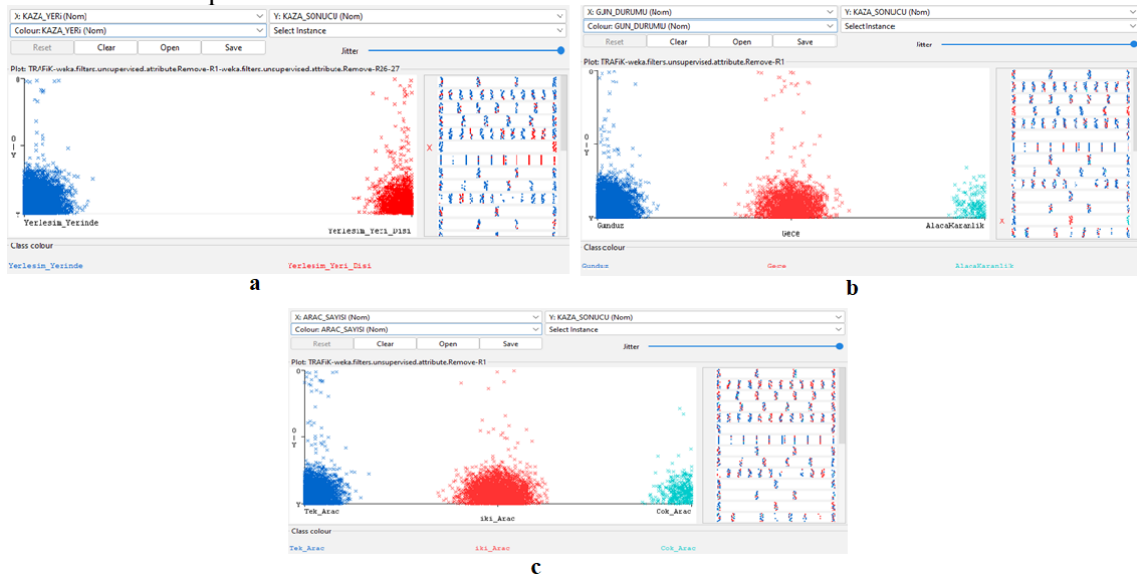 X: KAZA_YERi (Nom)
Y: KAZA_SONUCU (Nom)
Colour: KAZA_YERi (Nom)
Select Instance
Reset
Clear
Open
Save
Jitter
Plot: TRAFiK-weka.filters.unsupervised.attribute.Remove-R1-weka.filters.unsupervised.attribute.Remove-R26-27
Yerlesim_Yerinde
Yerlesim_Yeri_Disi
X
Class colour
Yerlesim_Yerinde
Yerlesim_Yeri_Disi
a
X: GUN_DURUMU (Nom)
Y: KAZA_SONUCU (Nom)
Colour: GUN_DURUMU (Nom)
Select Instance
Reset
Clear
Open
Save
Jitter
Plot: TRAFiK-weka.filters.unsupervised.attribute.Remove-R1
Gunduz
Gece
AlacaKaranlik
X
Class colour
Gunduz
Gece
AlacaKaranlik
b
X: ARAC_SAYISI (Nom)
Y: KAZA_SONUCU (Nom)
Colour: ARAC_SAYISI (Nom)
Select Instance
Reset
Clear
Open
Save
Jitter
Plot: TRAFiK-weka.filters.unsupervised.attribute.Remove-R1
Ö
Ö
Y
Y
Tek_Arac
iki_Arac
Cok_Arac
Class colour
Tek_Arac
iki_Arac
Cok_Arac
c